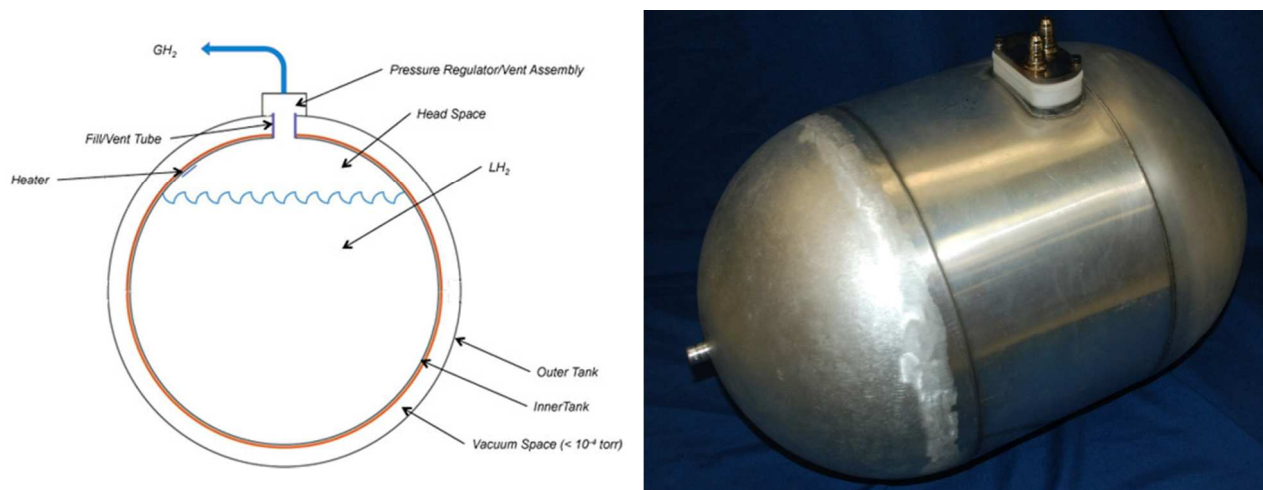 GH₂
Pressure Regulator/Vent Assembly
Fill/Vent Tube
Head Space
Heater
LH₂
Outer Tank
InnerTank
Vacuum Space (< 10⁻⁴ torr)